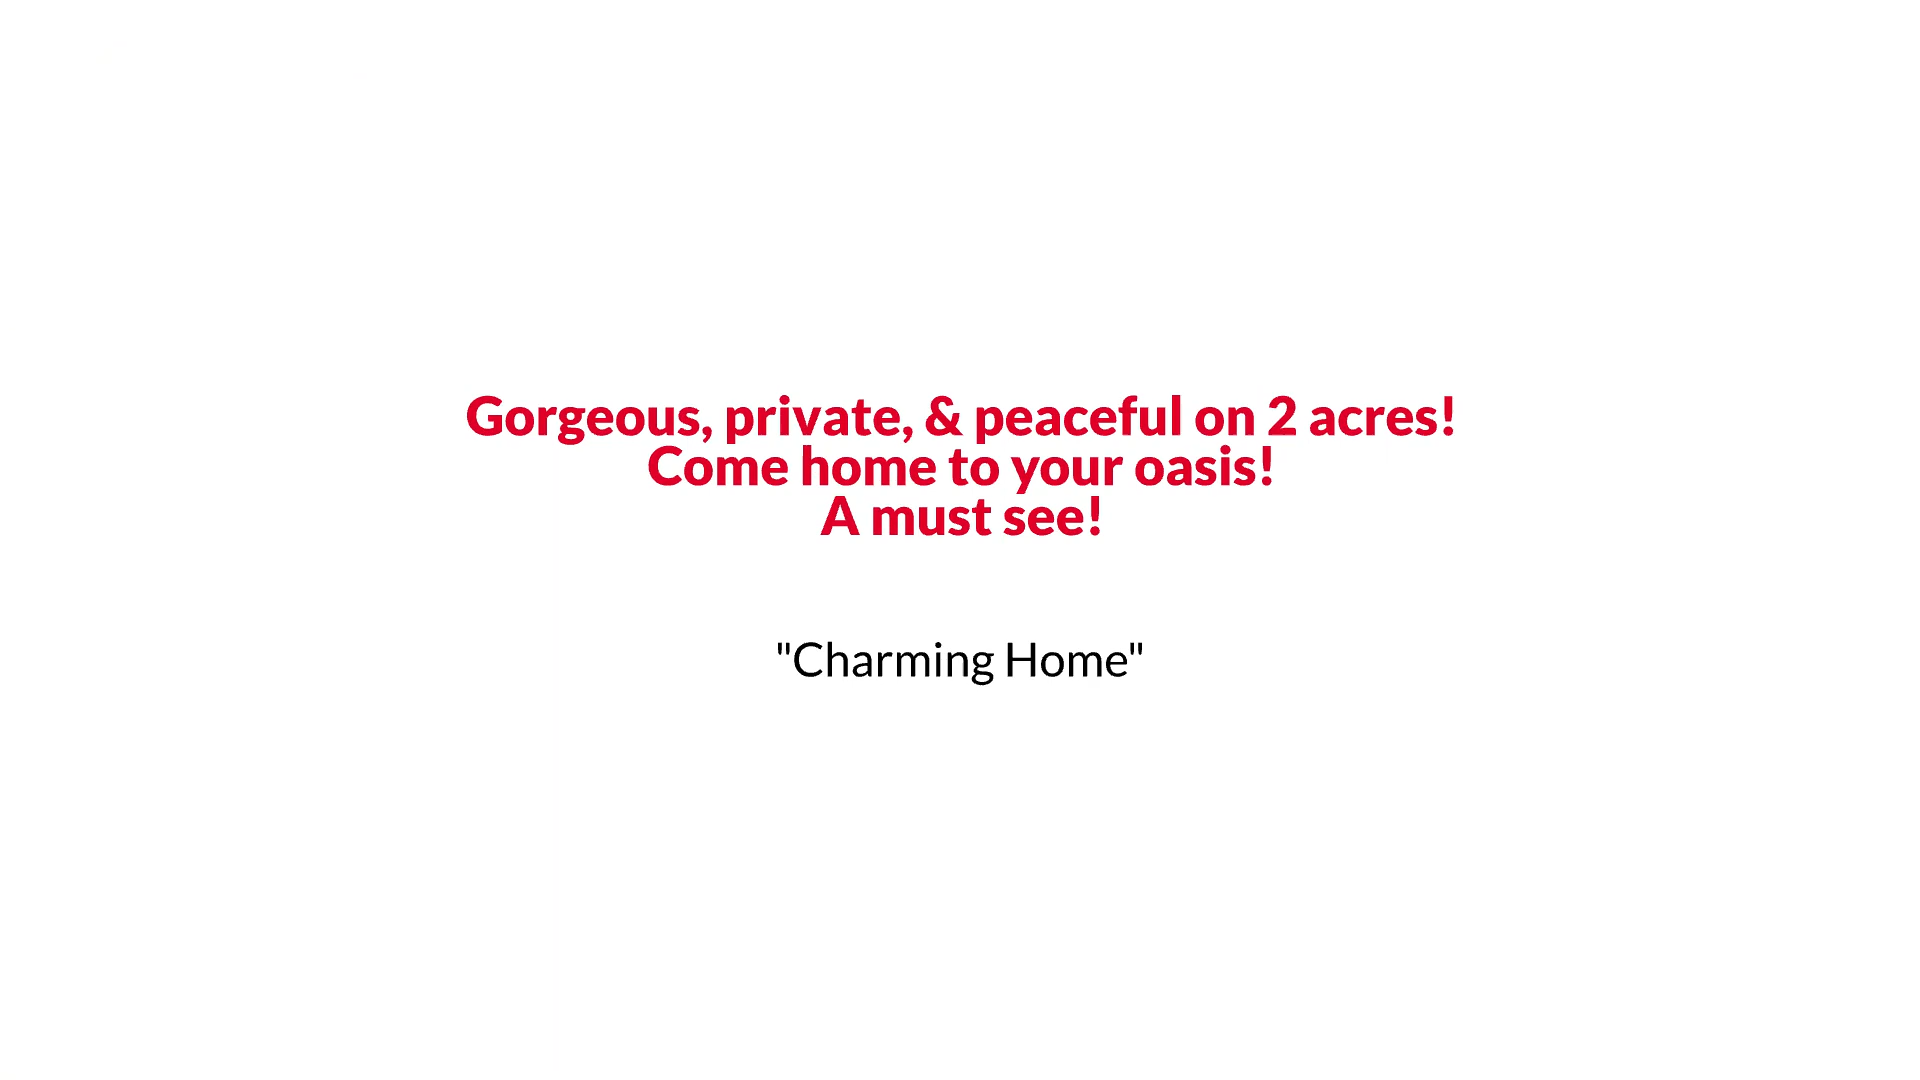 Gorgeous, private, & peaceful on 2 acres!
Come home to your oasis!
A must see!
"Charming Home"